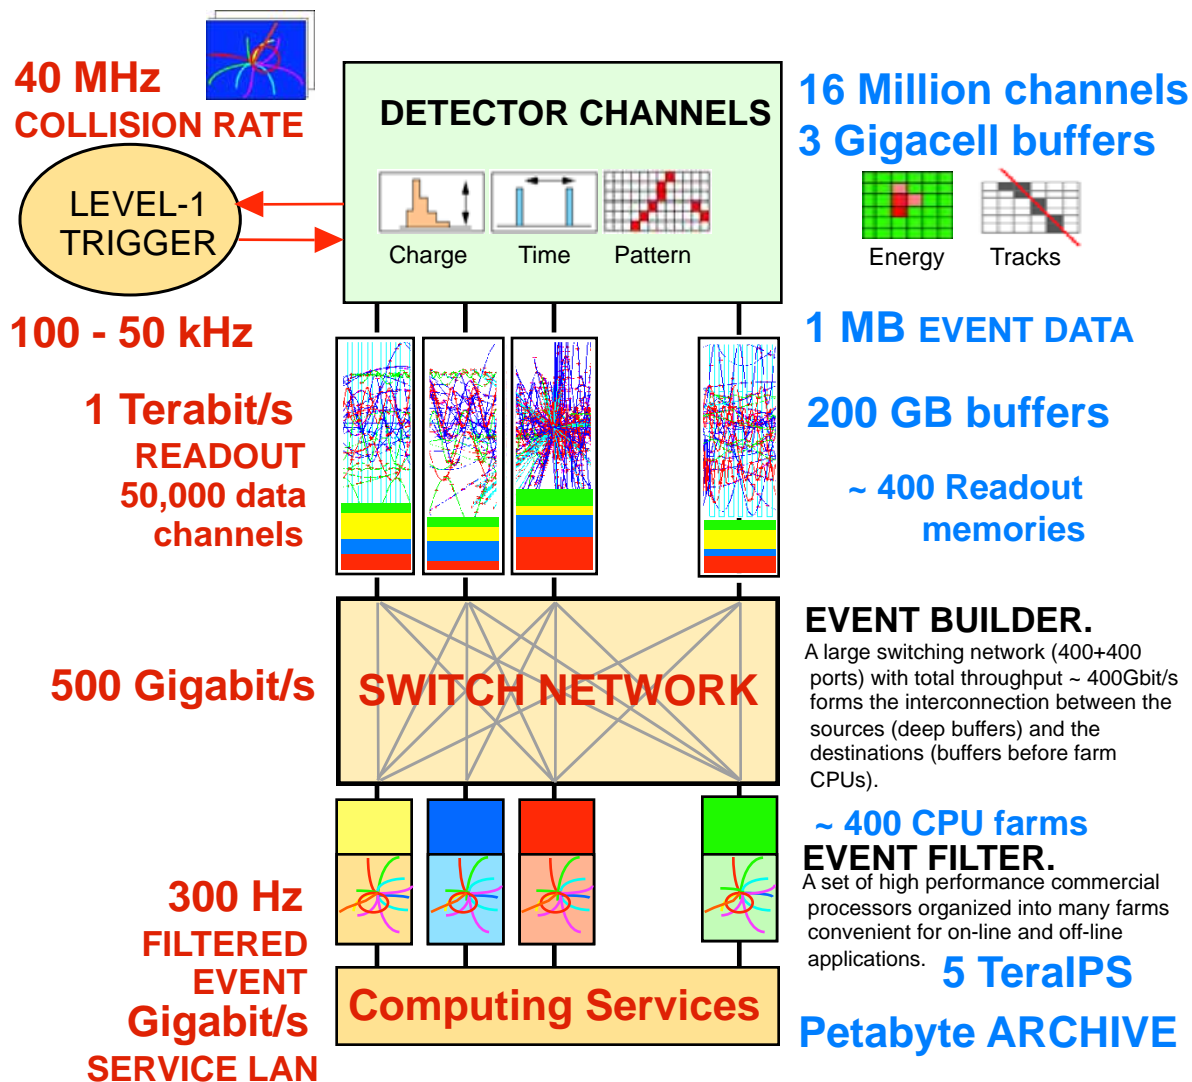 40 MHz
COLLISION RATE
LEVEL-1
TRIGGER
DETECTOR CHANNELS
Charge
Time
Pattern
16 Million channels
3 Gigacell buffers
Energy
Tracks
100 - 50 kHz
1 MB EVENT DATA
1 Terabit/s
READOUT
50,000 data
channels
200 GB buffers
~ 400 Readout
memories
500 Gigabit/s
SWITCH NETWORK
EVENT BUILDER.
A large switching network (400+400
ports) with total throughput ~ 400Gbit/s
forms the interconnection between the
sources (deep buffers) and the
destinations (buffers before farm
CPUs).
~ 400 CPU farms
EVENT FILTER.
A set of high performance commercial
processors organized into many farms
convenient for on-line and off-line
applications.
5 TeraIPS
300 Hz
FILTERED
EVENT
Gigabit/s
SERVICE LAN
Computing Services
Petabyte ARCHIVE